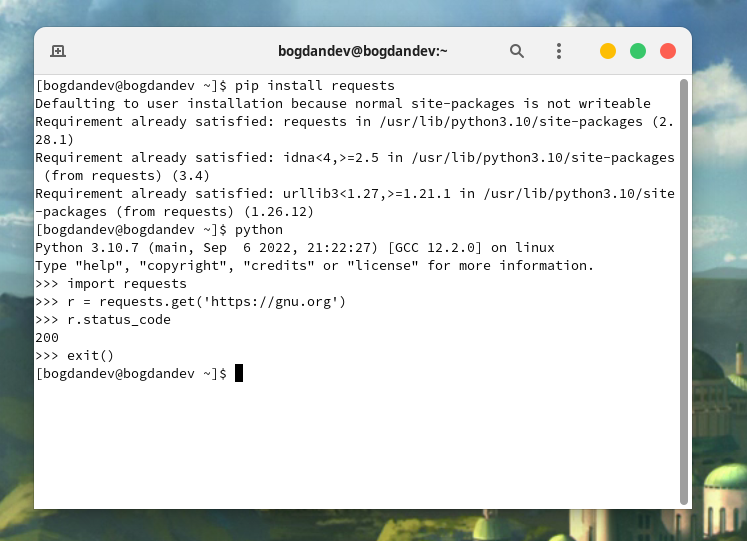 bogdandev@bogdandev:~
[bogdandev@bogdandev ~]$ pip install requests
Defaulting to user installation because normal site-packages is not writeable
Requirement already satisfied: requests in /usr/lib/python3.10/site-packages (2.
28.1)
Requirement already satisfied: idna<4,>=2.5 in /usr/lib/python3.10/site-packages
 (from requests) (3.4)
Requirement already satisfied: urllib3<1.27,>=1.21.1 in /usr/lib/python3.10/site
-packages (from requests) (1.26.12)
[bogdandev@bogdandev ~]$ python
Python 3.10.7 (main, Sep  6 2022, 21:22:27) [GCC 12.2.0] on linux
Type "help", "copyright", "credits" or "license" for more information.
>>> import requests
>>> r = requests.get('https://gnu.org')
>>> r.status_code
200
>>> exit()
[bogdandev@bogdandev ~]$